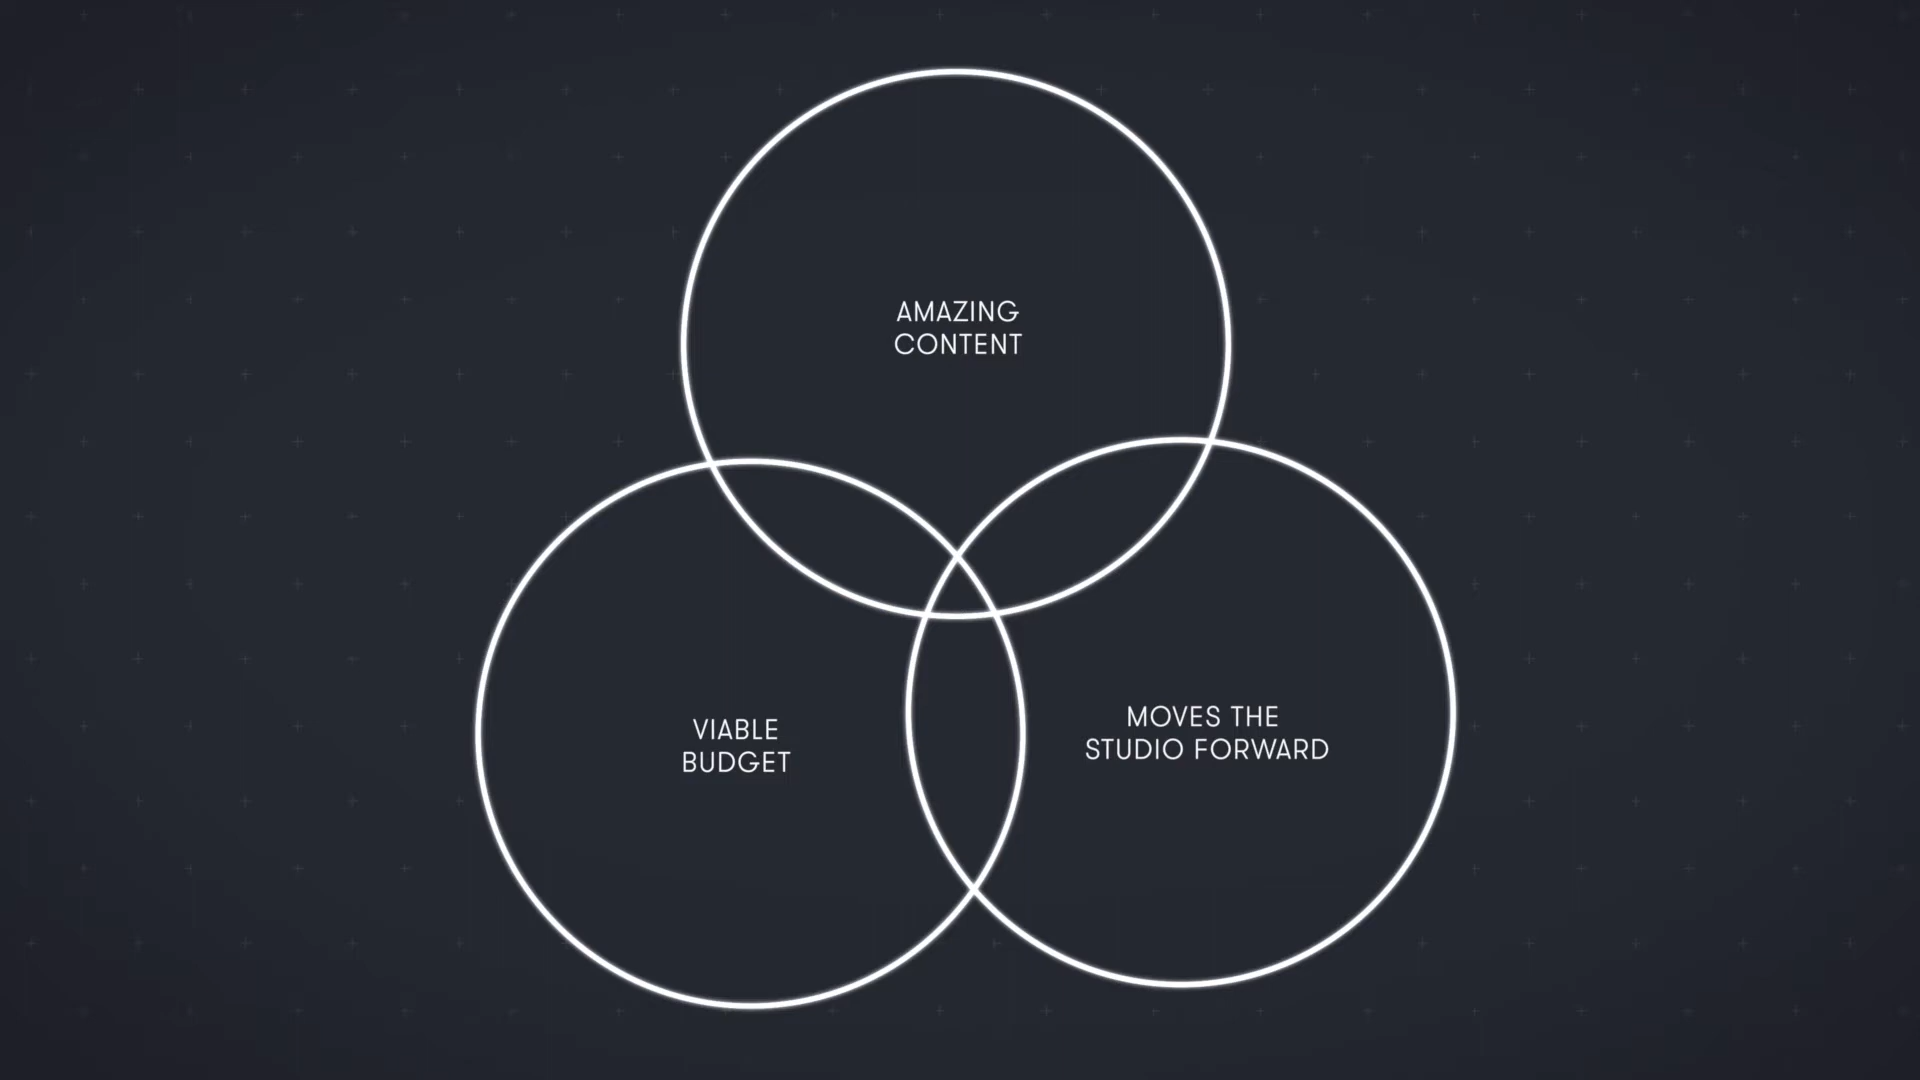 AMAZING
CONTENT
VIABLE
BUDGET
MOVES THE
STUDIO FORWARD